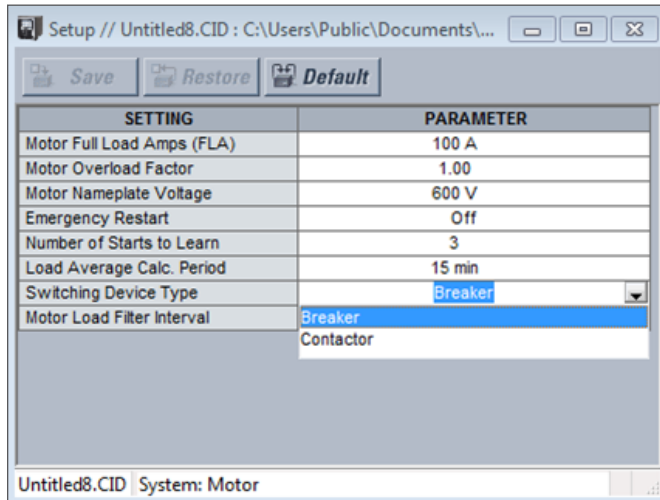 Setup // Untitled8.CID : C:\Users\Public\Documents\...
Save Restore Default
SETTING PARAMETER
Motor Full Load Amps (FLA) 100 A
Motor Overload Factor 1.00
Motor Nameplate Voltage 600 V
Emergency Restart Off
Number of Starts to Learn 3
Load Average Calc. Period 15 min
Switching Device Type Breaker
Motor Load Filter Interval Breaker
Contactor
Untitled8.CID System: Motor